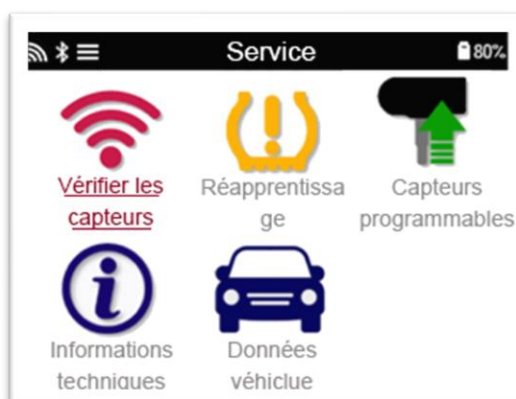 Service
80%
Vérifier les
capteurs
Réapprentissa
ge
Capteurs
programmables
Informations
techniques
Données
véhiclue